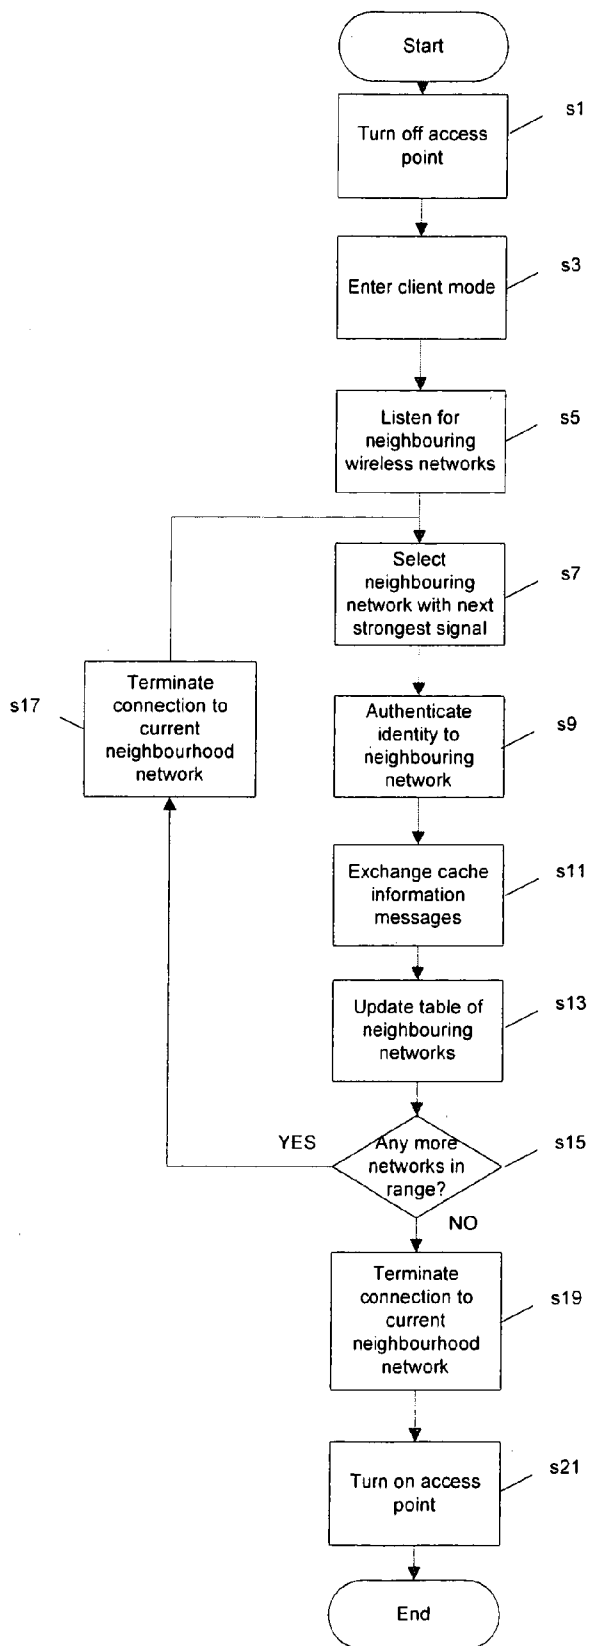 Start
s1
Turn off access
point
s3
Enter client mode
s5
Listen for
neighbouring
wireless networks
s7
Select
neighbouring
network with next
strongest signal
s17
Terminate
connection to
current
neighbourhood
network
s9
Authenticate
identity to
neighbouring
network
s11
Exchange cache
information
messages
s13
Update table of
neighbouring
networks
YES
Any more
networks in
range?
s15
NO
Terminate
connection to
current
neighbourhood
network
s19
s21
Turn on access
point
End